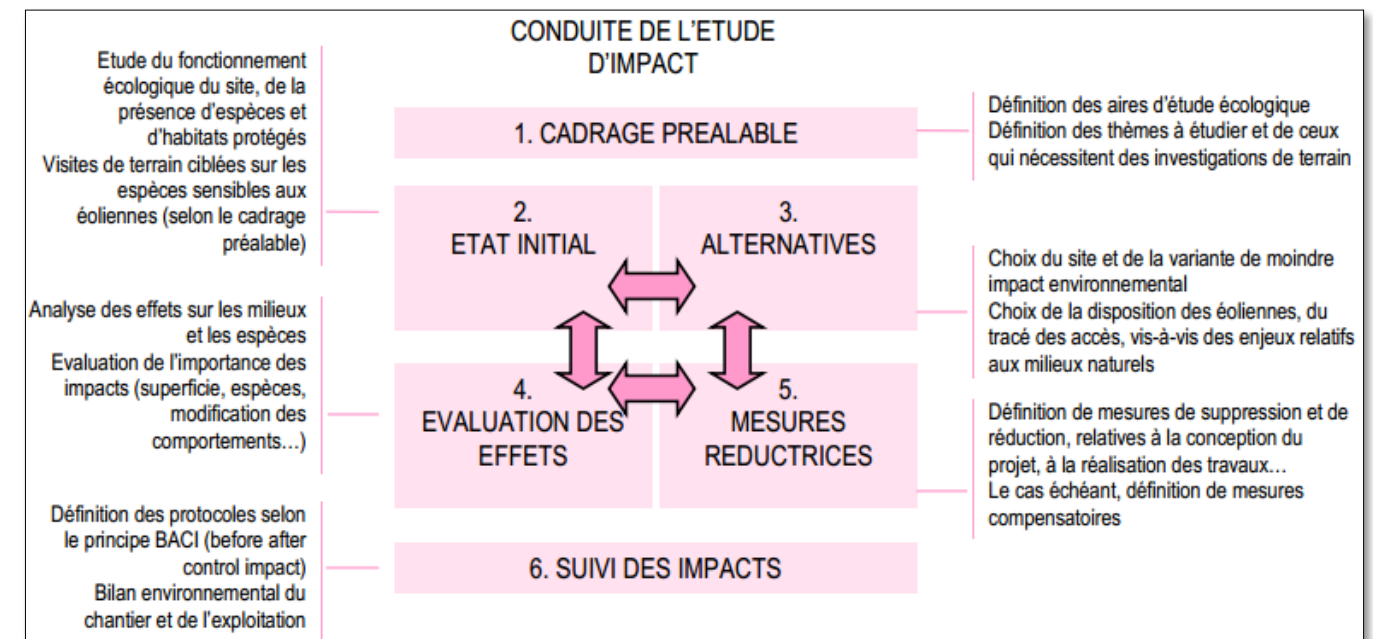 CONDUITE DE L'ETUDE
D'IMPACT
Etude du fonctionnement
écologique du site, de la
présence d'espèces et
d'habitats protégés
Visites de terrain ciblées sur les
espèces sensibles aux
éoliennes (selon le cadrage
préalable)
1. CADRAGE PREALABLE
Définition des aires d'étude écologique
Définition des thèmes à étudier et de ceux
qui nécessitent des investigations de terrain
2.
ETAT INITIAL
3.
ALTERNATIVES
Choix du site et de la variante de moindre
impact environnemental
Choix de la disposition des éoliennes, du
tracé des accès, vis-à-vis des enjeux relatifs
aux milieux naturels
Analyse des effets sur les milieux
et les espèces
Evaluation de l'importance des
impacts (superficie, espèces,
modification des
comportements…)
4.
EVALUATION DES
EFFETS
5.
MESURES
REDUCTRICES
Définition de mesures de suppression et de
réduction, relatives à la conception du
projet, à la réalisation des travaux…
Le cas échéant, définition de mesures
compensatoires
Définition des protocoles selon
le principe BACI (before after
control impact)
Bilan environnemental du
chantier et de l'exploitation
6. SUIVI DES IMPACTS